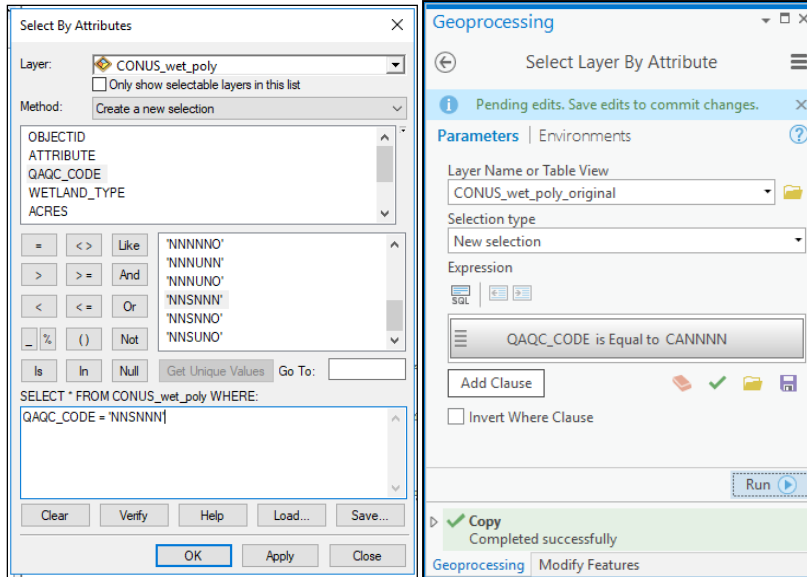 Select By Attributes
Layer:
CONUS_wet_poly
Only show selectable layers in this list
Method:
Create a new selection
OBJECTID
ATTRIBUTE
QAQC_CODE
WETLAND_TYPE
ACRES
= <> Like
> >= And
< <= Or
_ % () Not
Is In Null
'NNNNNO'
'NNNUNN'
'NNNUNO'
'NNSNNN'
'NNSNNO'
'NNSUNO'
Get Unique Values Go To:
SELECT * FROM CONUS_wet_poly WHERE:
QAQC_CODE = 'NNSNNN'
Clear Verify Help Load... Save...
OK Apply Close
Geoprocessing
Select Layer By Attribute
Pending edits. Save edits to commit changes.
Parameters | Environments
Layer Name or Table View
CONUS_wet_poly_original
Selection type
New selection
Expression
SQL
QAQC_CODE is Equal to CANNNN
Add Clause
Invert Where Clause
Run
Copy
Completed successfully
Geoprocessing Modify Features